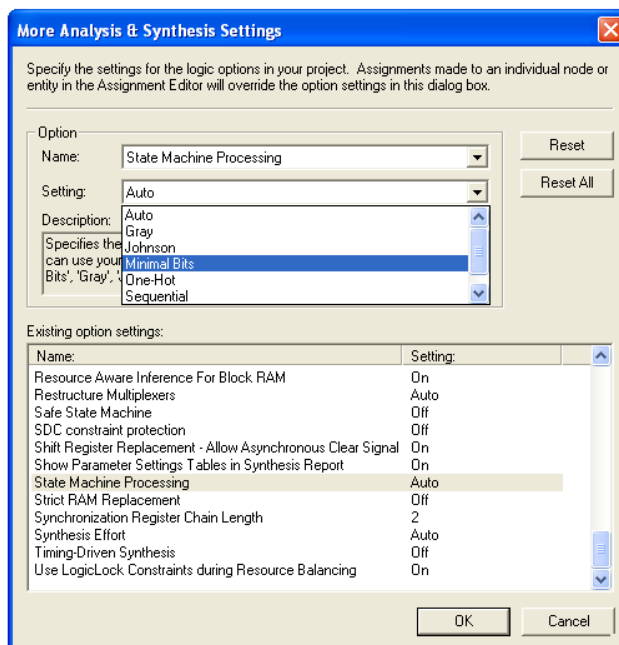 More Analysis & Synthesis Settings
Specify the settings for the logic options in your project. Assignments made to an individual node or
entity in the Assignment Editor will override the option settings in this dialog box.
Option
Name: State Machine Processing
Reset
Setting: Auto
Reset All
Description:
Auto
Gray
Johnson
Minimal Bits
One-Hot
Sequential
Specifies the
can use your
Bits', 'Gray', '
Existing option settings:
Name: Setting:
Resource Aware Inference For Block RAM On
Restructure Multiplexers Auto
Safe State Machine Off
SDC constraint protection Off
Shift Register Replacement - Allow Asynchronous Clear Signal On
Show Parameter Settings Tables in Synthesis Report On
State Machine Processing Auto
Strict RAM Replacement Off
Synchronization Register Chain Length 2
Synthesis Effort Auto
Timing-Driven Synthesis Off
Use LogicLock Constraints during Resource Balancing On
OK Cancel